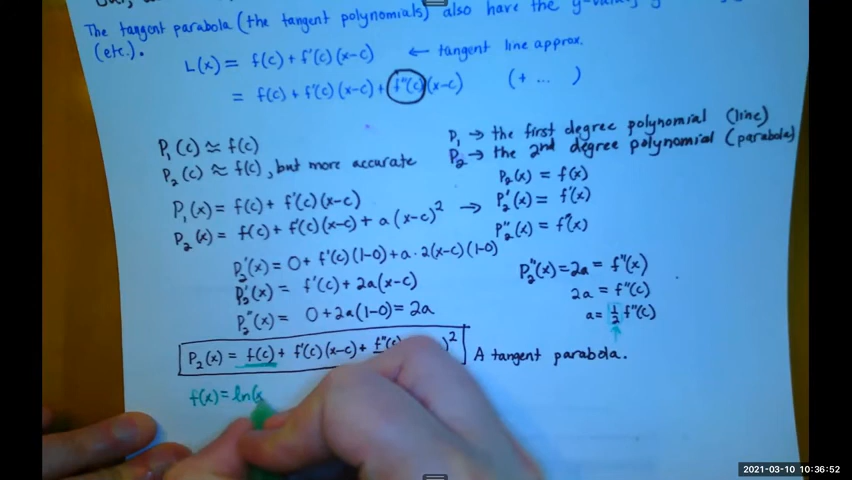 The tangent parabola (the tangent polynomials) also have the y-values
(etc.).
L(x) = f(c) + f'(c)(x-c) ← tangent line approx.
= f(c) + f'(c)(x-c) + f''(c)(x-c) (+ ... )
P₁(c) ≈ f(c)
P₂(c) ≈ f(c), but more accurate
P₁ → the first degree polynomial (line)
P₂ → the 2nd degree polynomial (parabola)
P₁(x) = f(c) + f'(c)(x-c)
P₂(x) = f(c) + f'(c)(x-c) + a(x-c)² →
P₂(x) = f(x)
P₂'(x) = f'(x)
P₂''(x) = f''(x)
P₂'(x) = 0 + f'(c)(1-0) + a·2(x-c)(1-0)
P₂'(x) = f'(c) + 2a(x-c)
P₂''(x) = 0 + 2a(1-0) = 2a
P₂''(x) = 2a = f''(x)
2a = f''(c)
a = ½ f''(c)
P₂(x) = f(c) + f'(c)(x-c) + f''(c) )² A tangent parabola.
f(x) = ln(x
2021-03-10 10:36:52